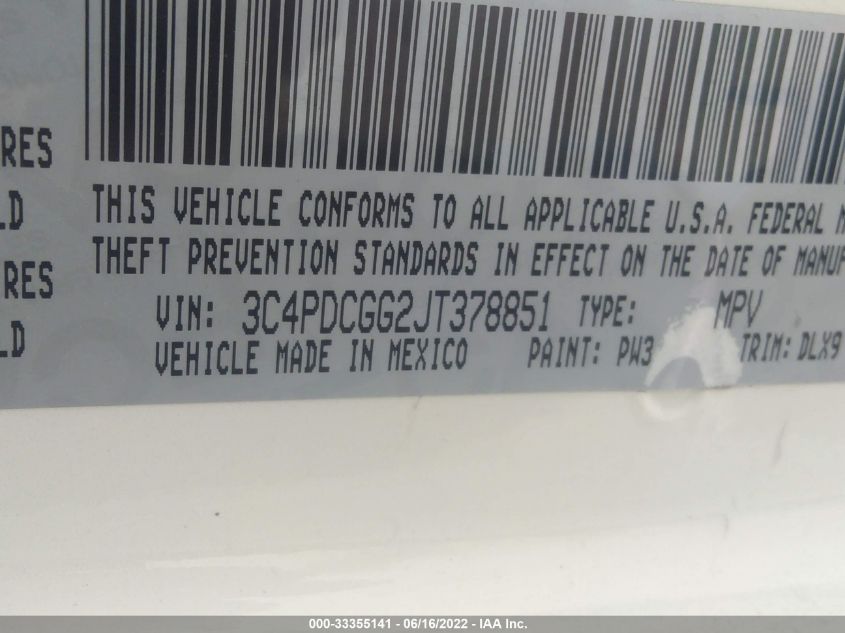 RES
LD
RES
LD
THIS VEHICLE CONFORMS TO ALL APPLICABLE U.S.A. FEDERAL
THEFT PREVENTION STANDARDS IN EFFECT ON THE DATE OF MANUF
VIN: 3C4PDCGG2JT378851 TYPE: MPV
VEHICLE MADE IN MEXICO PAINT: PW3 TRIM: DLX9
000-33355141 - 06/16/2022 - IAA Inc.